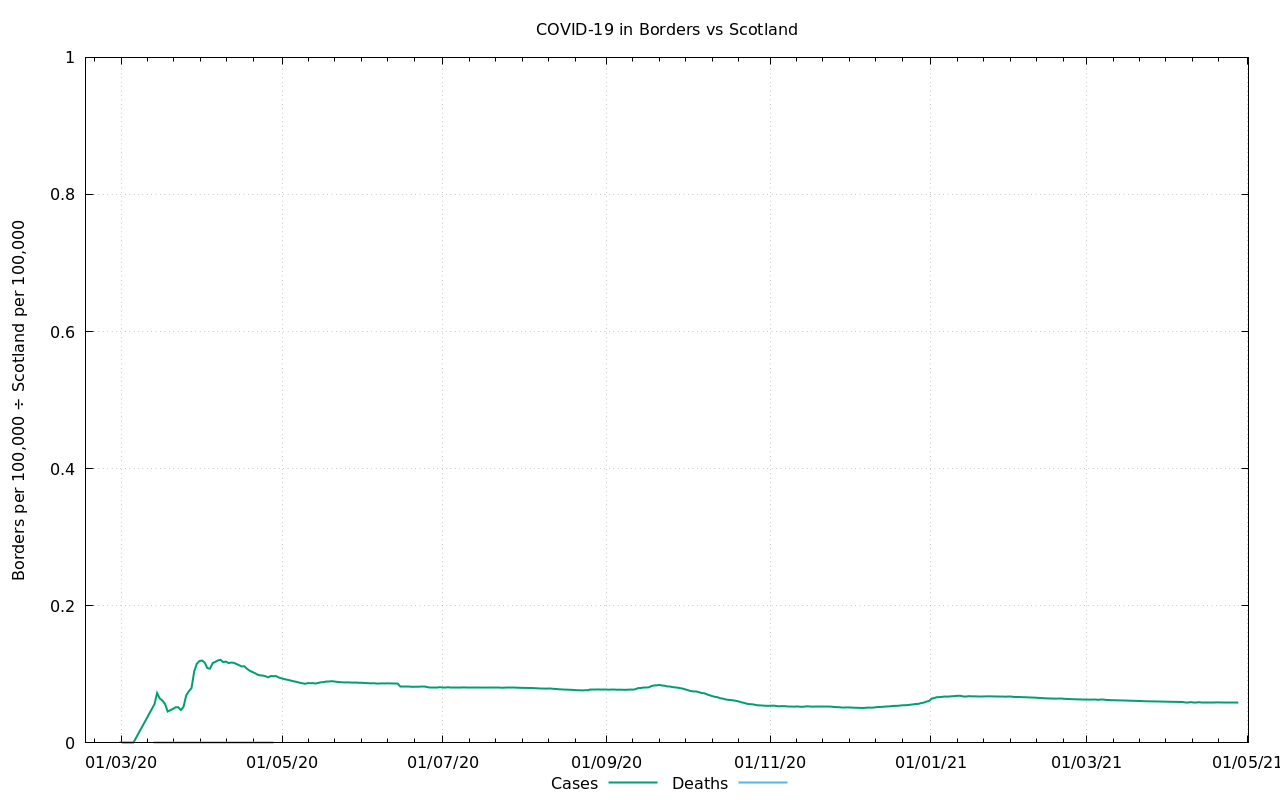 COVID-19 in Borders vs Scotland
Borders per 100,000 ÷ Scotland per 100,000
1
0.8
0.6
0.4
0.2
0
01/03/20 01/05/20 01/07/20 01/09/20 01/11/20 01/01/21 01/03/21 01/05/21
Cases Deaths